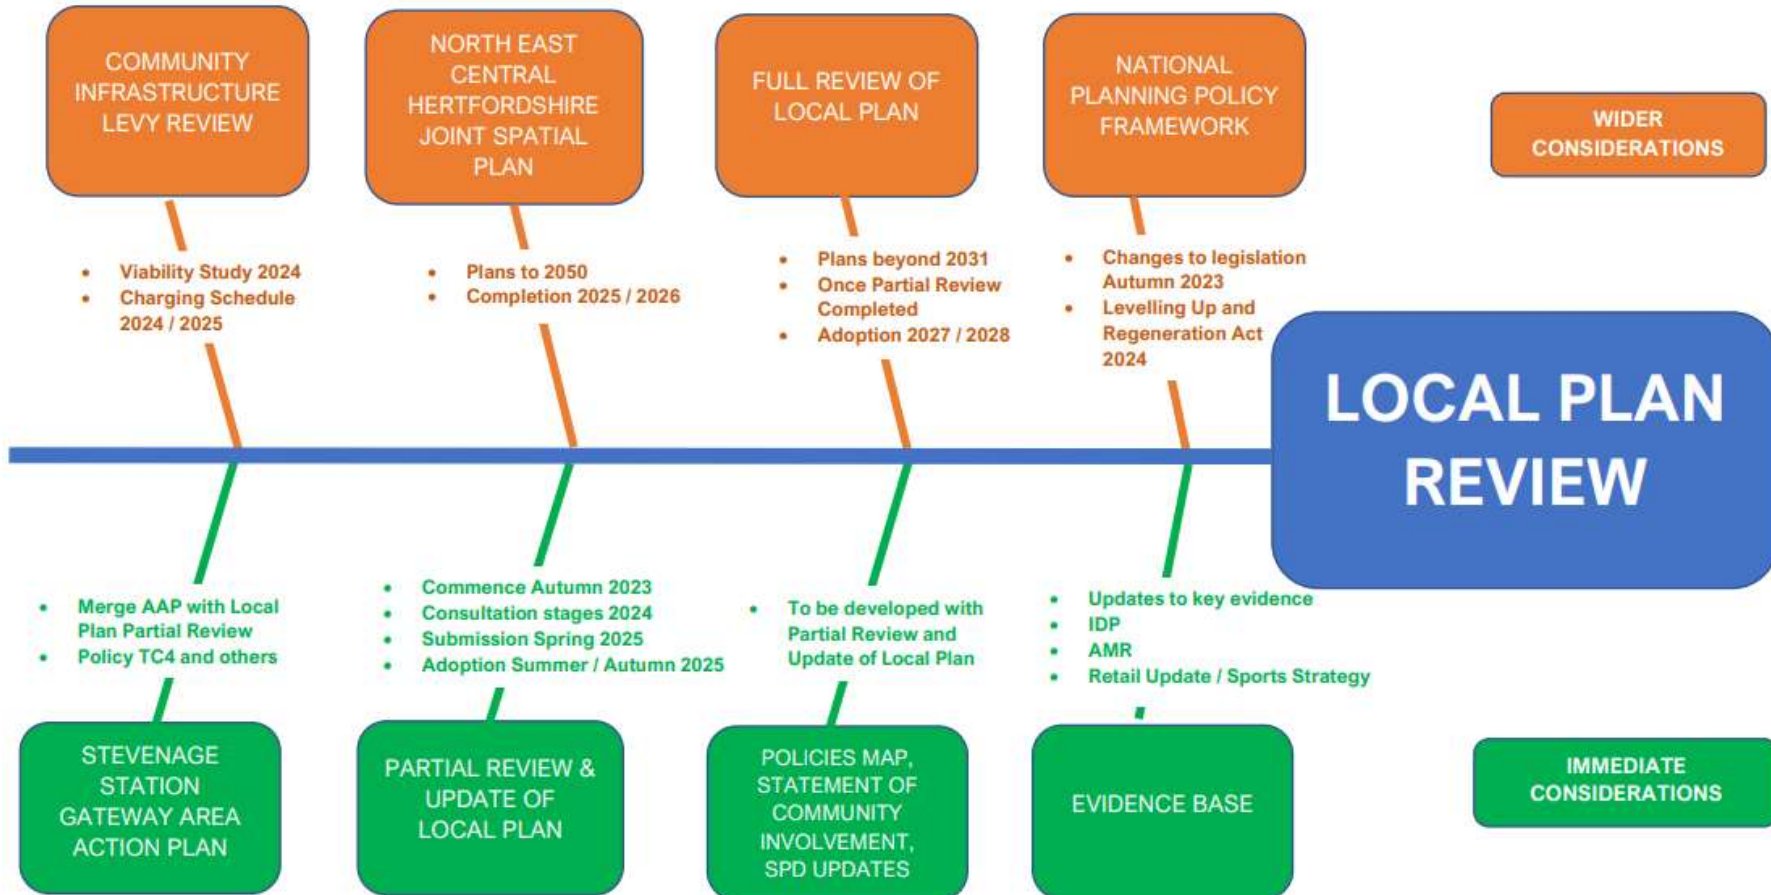 COMMUNITY
INFRASTRUCTURE
LEVY REVIEW
NORTH EAST
CENTRAL
HERTFORDSHIRE
JOINT SPATIAL
PLAN
FULL REVIEW OF
LOCAL PLAN
NATIONAL
PLANNING POLICY
FRAMEWORK
WIDER
CONSIDERATIONS
• Viability Study 2024
• Charging Schedule
2024 / 2025
• Plans to 2050
• Completion 2025 / 2026
• Plans beyond 2031
• Once Partial Review
Completed
• Adoption 2027 / 2028
• Changes to legislation
Autumn 2023
• Levelling Up and
Regeneration Act
2024
LOCAL PLAN
REVIEW
• Merge AAP with Local
Plan Partial Review
• Policy TC4 and others
• Commence Autumn 2023
• Consultation stages 2024
• Submission Spring 2025
• Adoption Summer / Autumn 2025
• To be developed with
Partial Review and
Update of Local Plan
• Updates to key evidence
• IDP
• AMR
• Retail Update / Sports Strategy
STEVENAGE
STATION
GATEWAY AREA
ACTION PLAN
PARTIAL REVIEW &
UPDATE OF
LOCAL PLAN
POLICIES MAP,
STATEMENT OF
COMMUNITY
INVOLVEMENT,
SPD UPDATES
EVIDENCE BASE
IMMEDIATE
CONSIDERATIONS